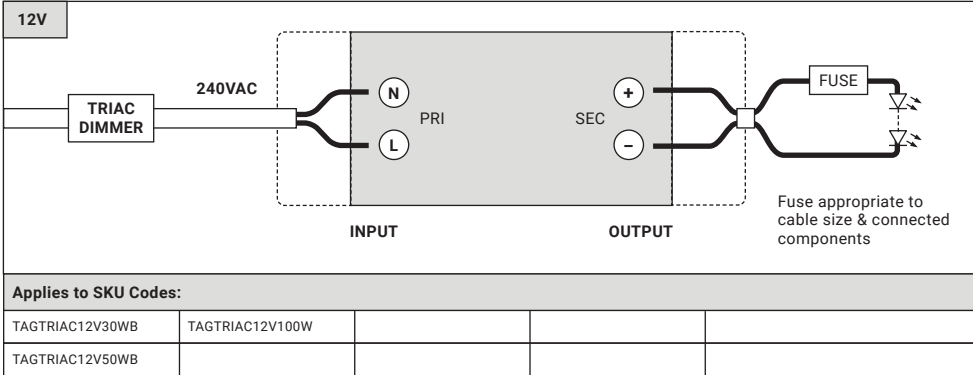 12V
240VAC
TRIAC
DIMMER
N
L
PRI
SEC
+
−
FUSE
Fuse appropriate to
cable size & connected
components
INPUT
OUTPUT
Applies to SKU Codes:
TAGTRIAC12V30WB TAGTRIAC12V100W
TAGTRIAC12V50WB